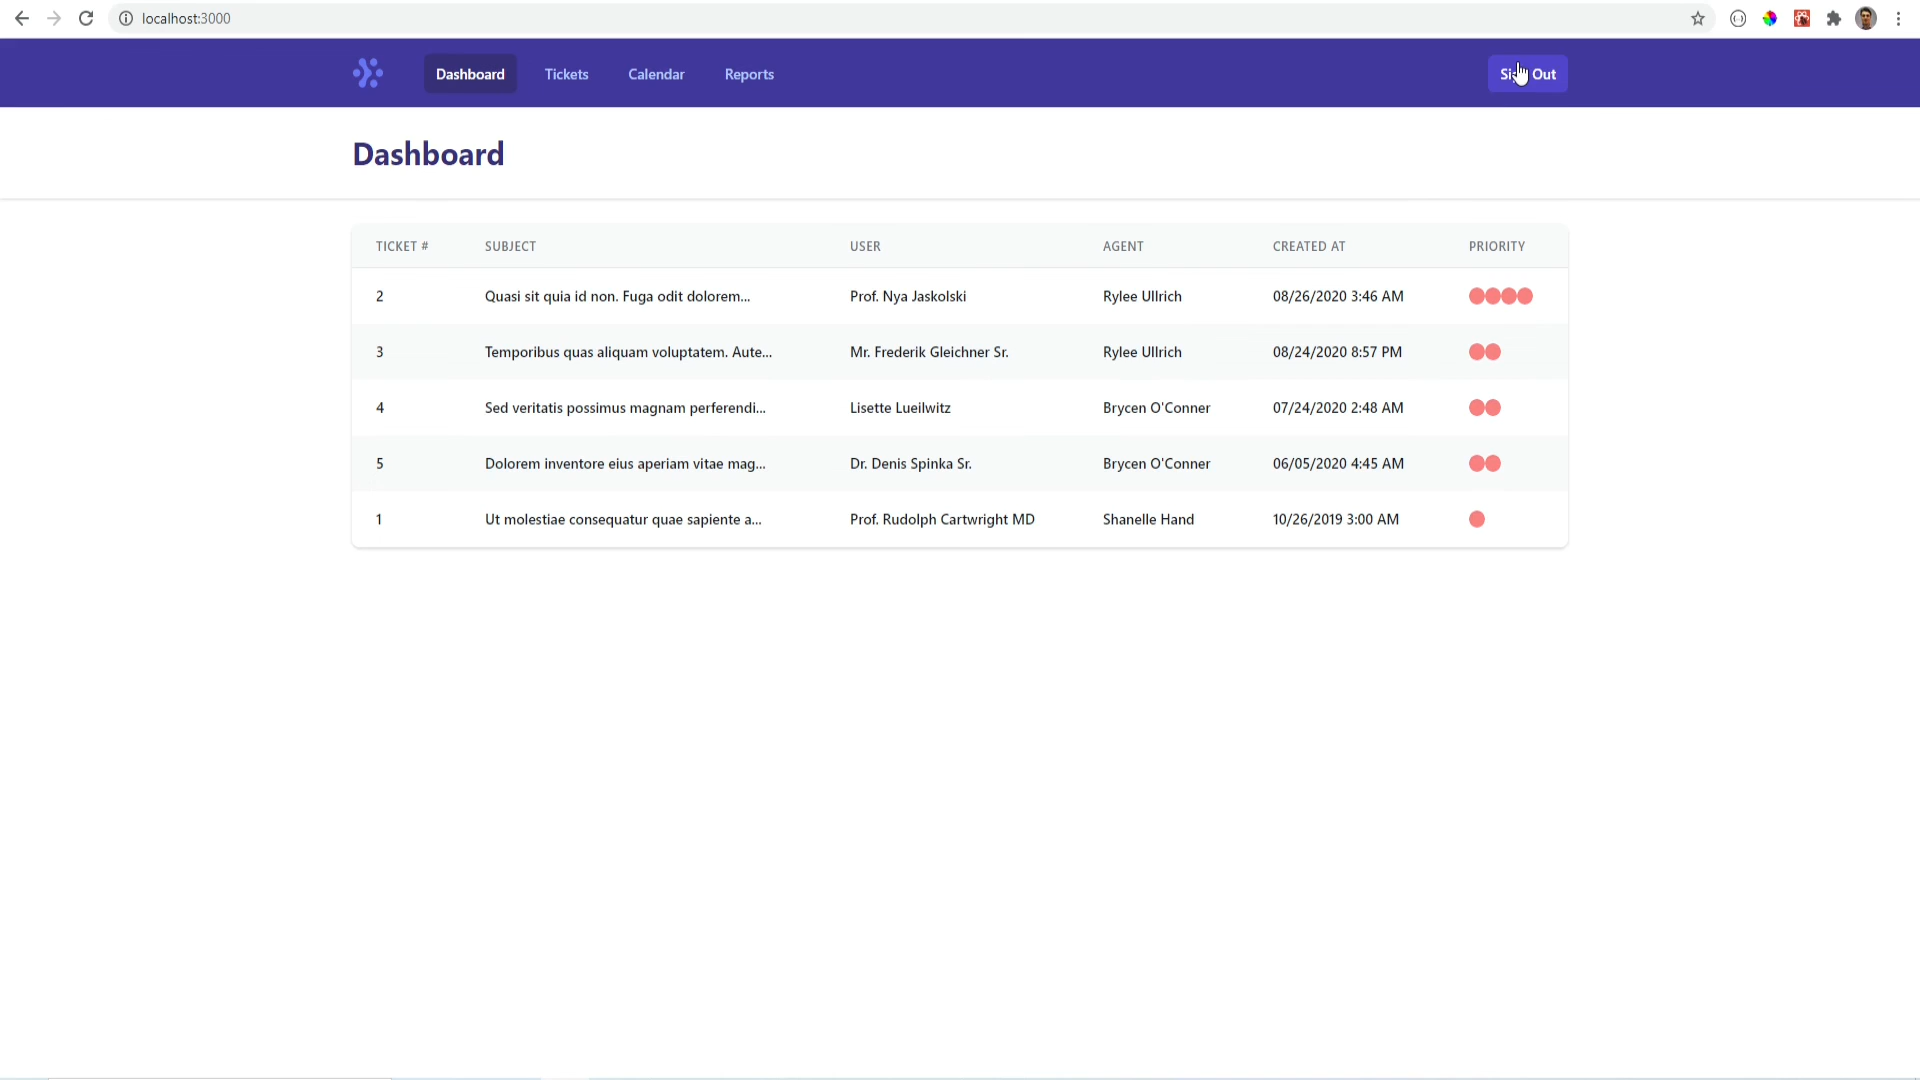 localhost:3000
Dashboard Tickets Calendar Reports Out
Dashboard
TICKET # SUBJECT USER AGENT CREATED AT PRIORITY
2 Quasi sit quia id non. Fuga odit dolorem... Prof. Nya Jaskolski Rylee Ullrich 08/26/2020 3:46 AM
3 Temporibus quas aliquam voluptatem. Aute... Mr. Frederik Gleichner Sr. Rylee Ullrich 08/24/2020 8:57 PM
4 Sed veritatis possimus magnam perferendi... Lisette Lueilwitz Brycen O'Conner 07/24/2020 2:48 AM
5 Dolorem inventore eius aperiam vitae mag... Dr. Denis Spinka Sr. Brycen O'Conner 06/05/2020 4:45 AM
1 Ut molestiae consequatur quae sapiente a... Prof. Rudolph Cartwright MD Shanelle Hand 10/26/2019 3:00 AM